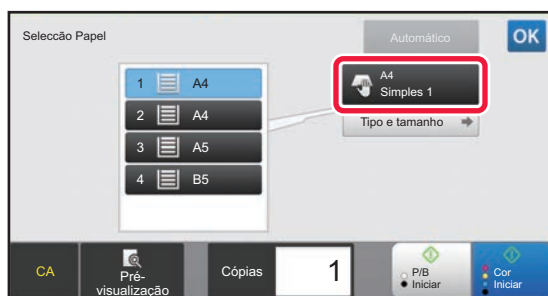 Seleccão Papel
Automático
OK
1 A4
2 A4
3 A5
4 B5
A4
Simples 1
Tipo e tamanho
CA
Pré-
visualização
Cópias
1
P/B
Iniciar
Cor
Iniciar